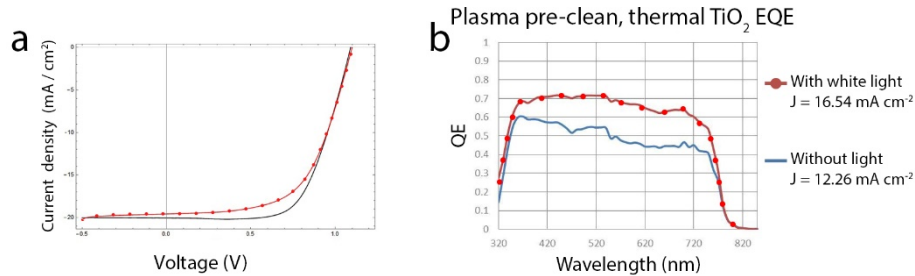 Plasma pre-clean, thermal TiO₂ EQE
a
Current density (mA / cm²)
0
-5
-10
-15
-20
-0.5
0.0
0.5
1.0
Voltage (V)
b
QE
1
0.9
0.8
0.7
0.6
0.5
0.4
0.3
0.2
0.1
0
320
420
520
620
720
820
Wavelength (nm)
With white light
J = 16.54 mA cm⁻²
Without light
J = 12.26 mA cm⁻²